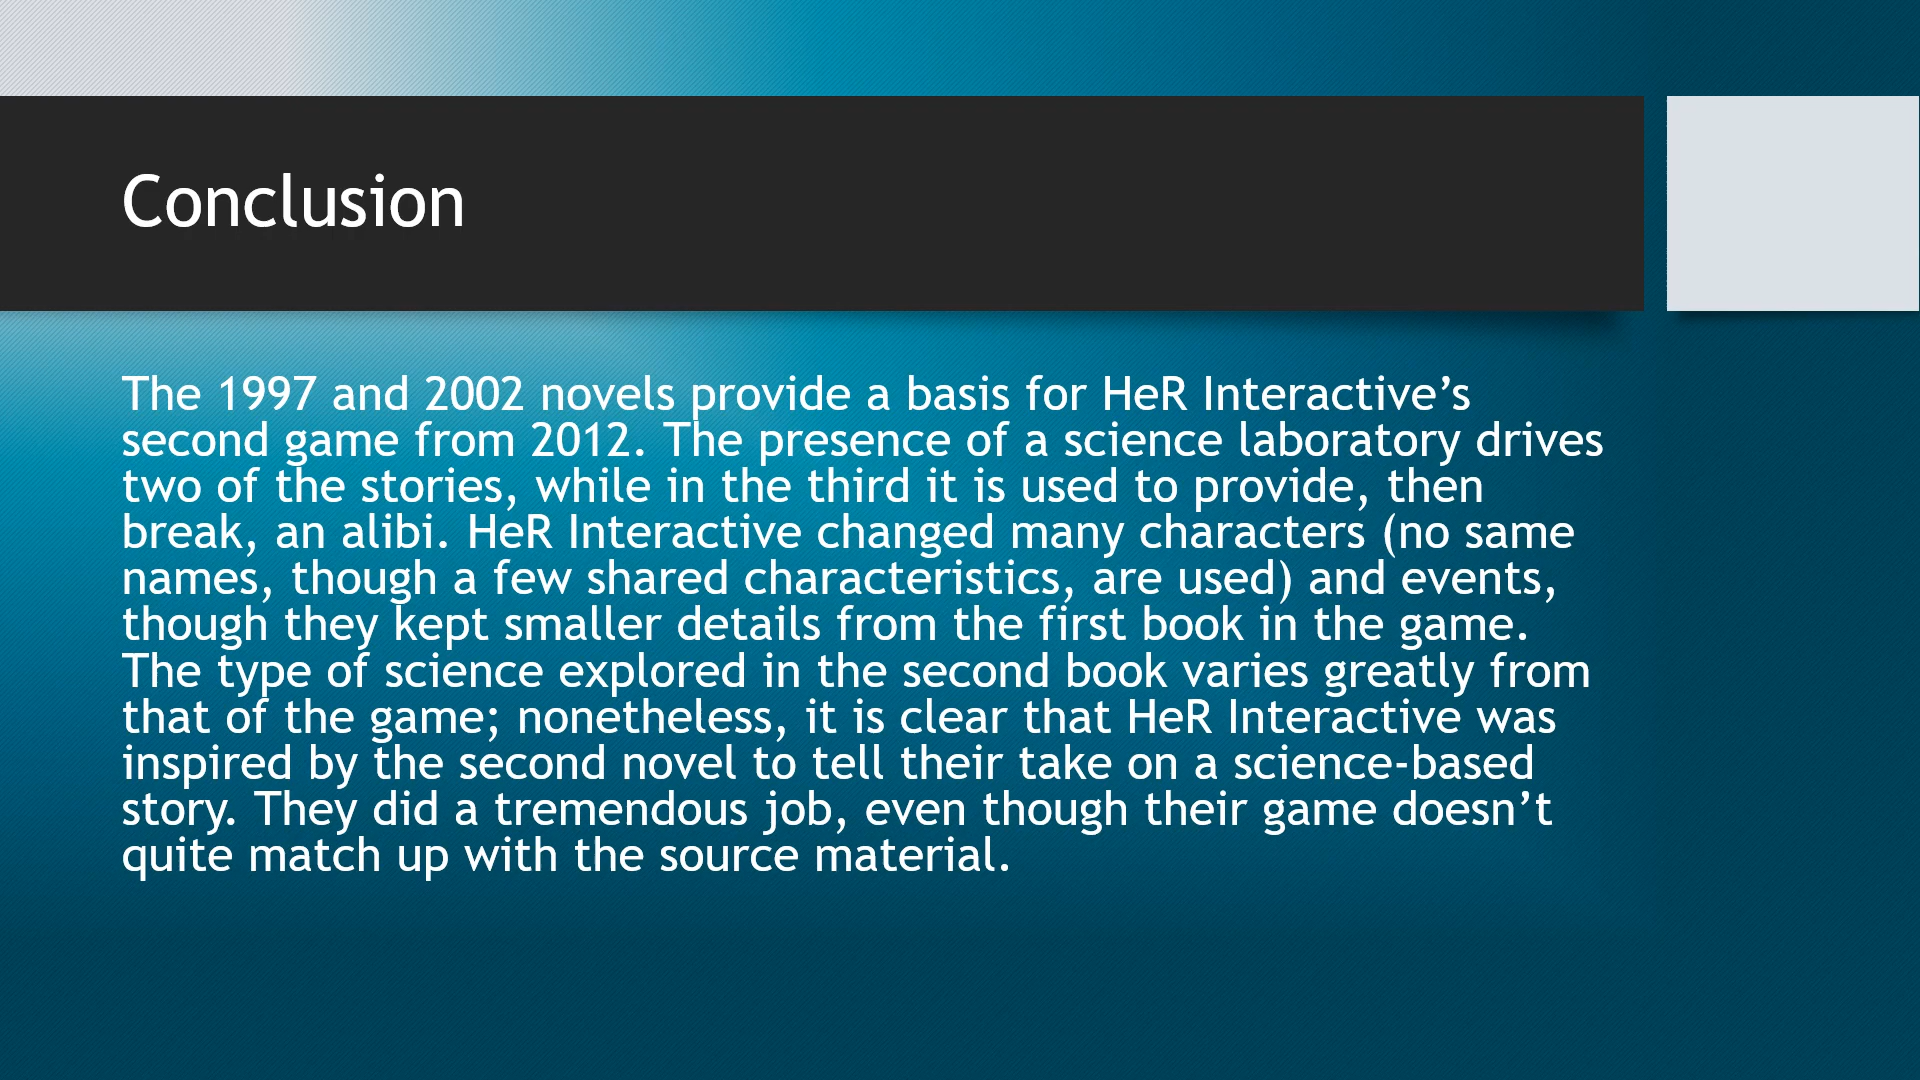 Conclusion
The 1997 and 2002 novels provide a basis for HeR Interactive’s
second game from 2012. The presence of a science laboratory drives
two of the stories, while in the third it is used to provide, then
break, an alibi. HeR Interactive changed many characters (no same
names, though a few shared characteristics, are used) and events,
though they kept smaller details from the first book in the game.
The type of science explored in the second book varies greatly from
that of the game; nonetheless, it is clear that HeR Interactive was
inspired by the second novel to tell their take on a science-based
story. They did a tremendous job, even though their game doesn’t
quite match up with the source material.